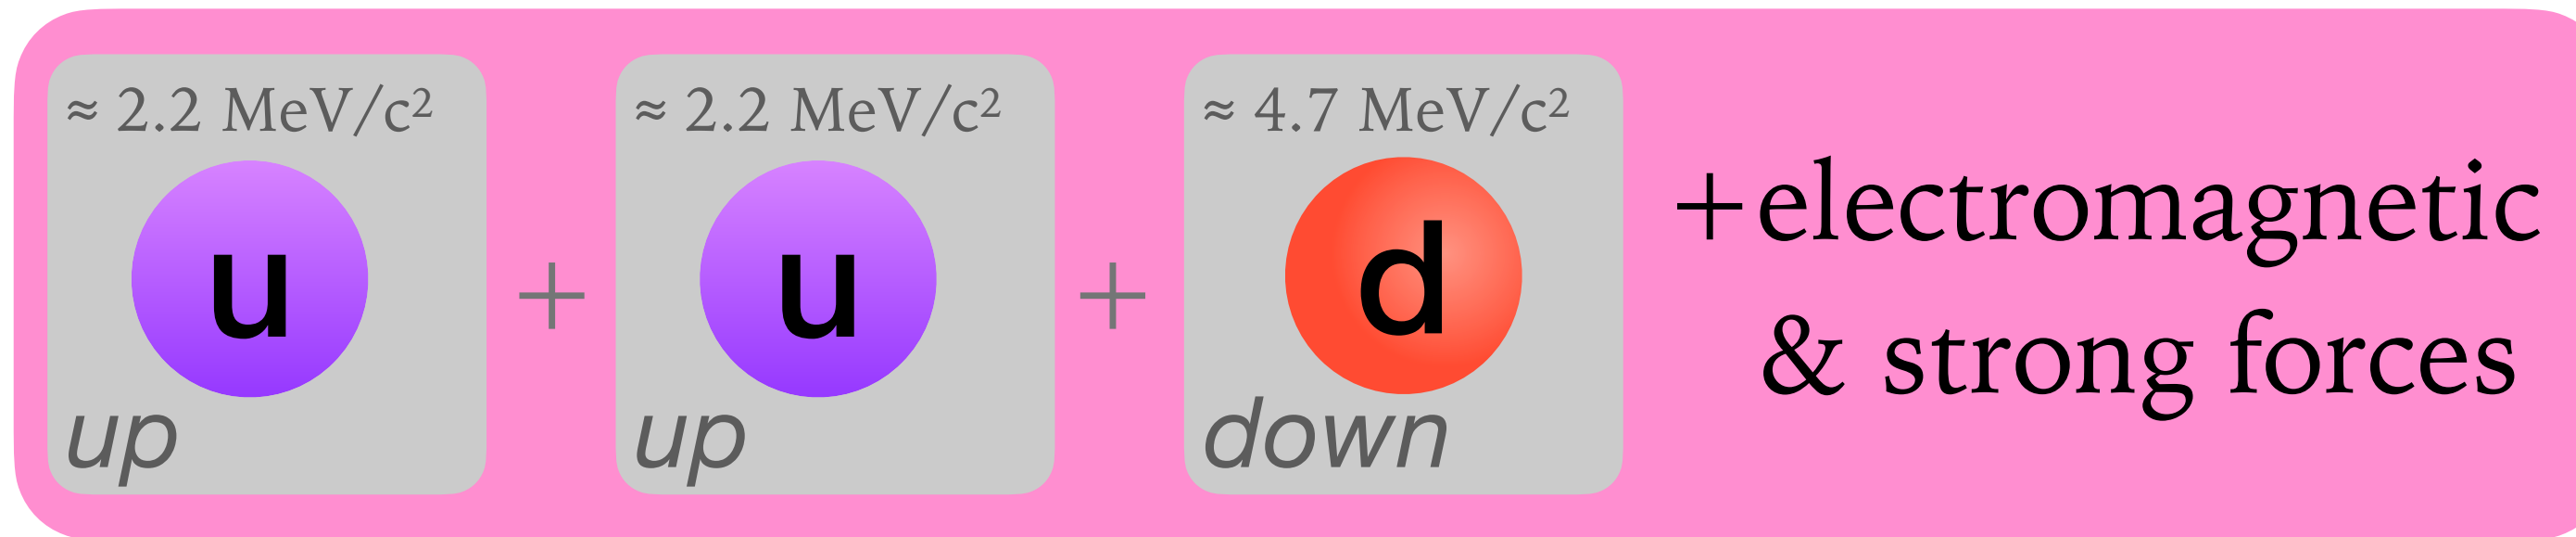 ≈ 2.2 MeV/c²
u
up
+
≈ 2.2 MeV/c²
u
up
+
≈ 4.7 MeV/c²
d
down
+electromagnetic
& strong forces